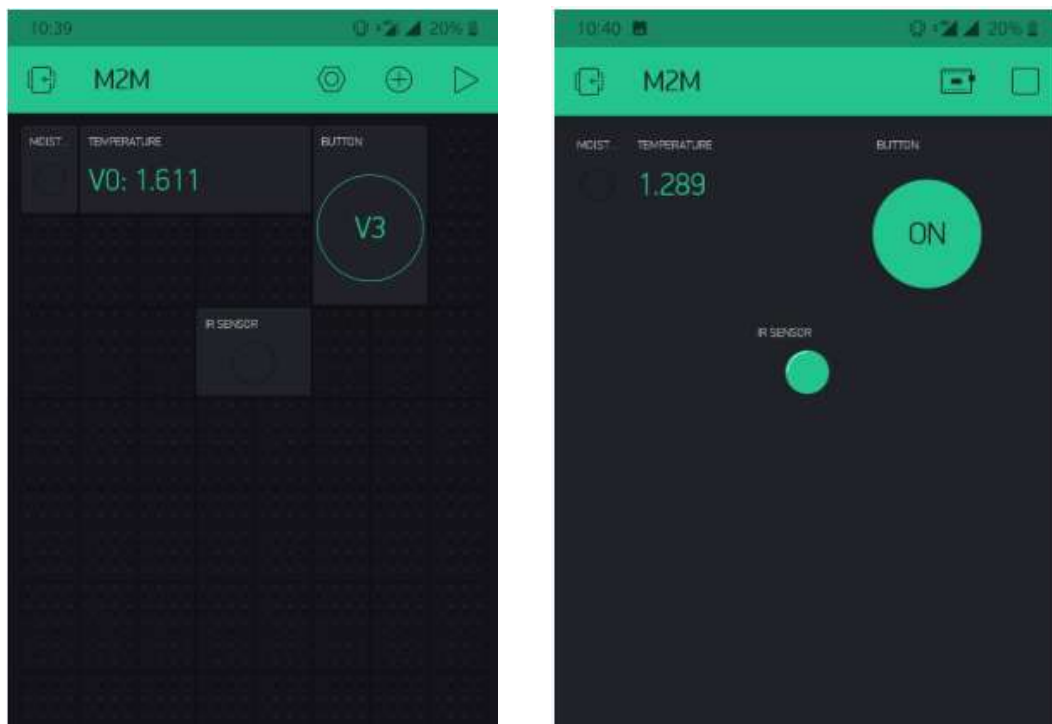 10:39
20%
M2M
MOIST...
TEMPERATURE
BUTTON
V0: 1.611
V3
IR SENSOR
10:40
20%
M2M
MOIST...
TEMPERATURE
BUTTON
1.289
ON
IR SENSOR